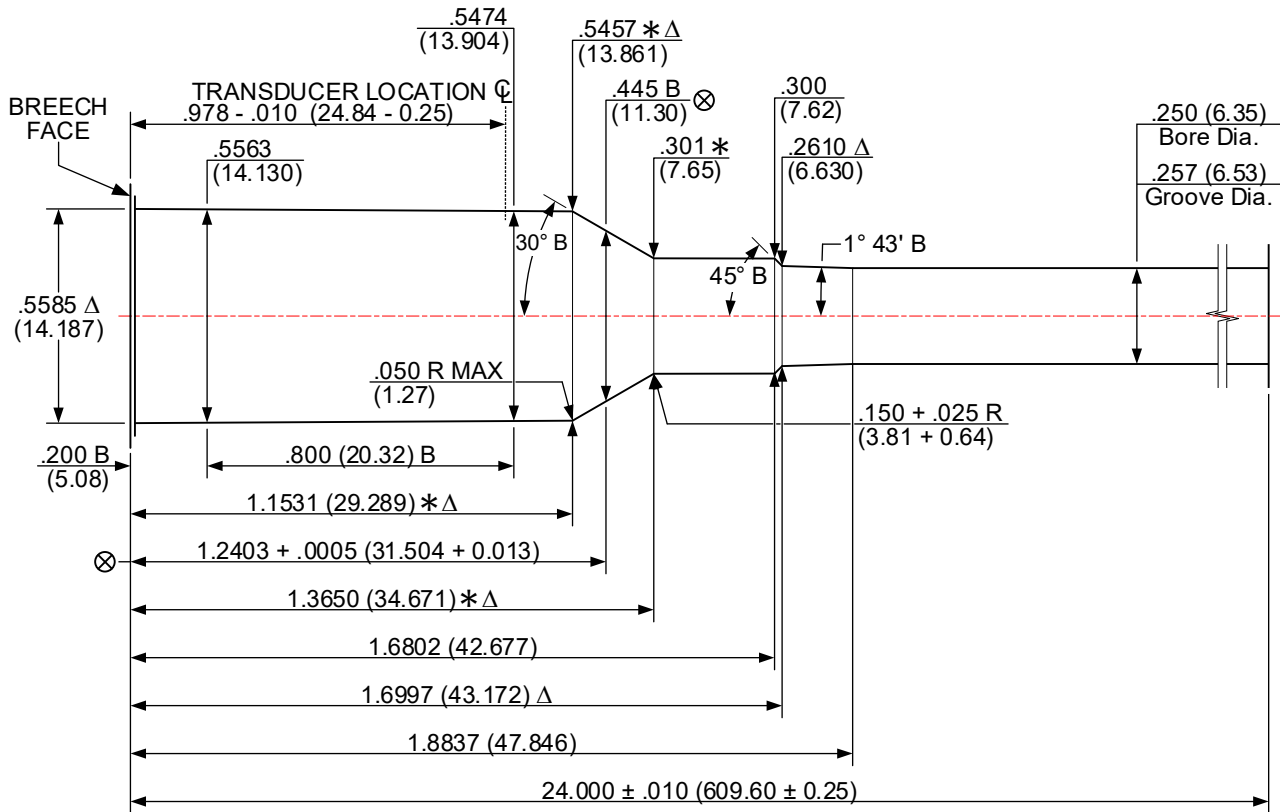 .5474
(13.904)
.5457 * Δ
(13.861)
TRANSDUCER LOCATION ℄
.978 - .010 (24.84 - 0.25)
.445 B ⊗
(11.30)
.300
(7.62)
BREECH
FACE
.250 (6.35)
Bore Dia.
.5563
(14.130)
.301 *
(7.65)
.2610 Δ
(6.630)
.257 (6.53)
Groove Dia.
30° B
1° 43' B
45° B
.5585 Δ
(14.187)
.050 R MAX
(1.27)
.150 + .025 R
(3.81 + 0.64)
.200 B
(5.08)
.800 (20.32) B
1.1531 (29.289) * Δ
⊗ 1.2403 + .0005 (31.504 + 0.013)
1.3650 (34.671) * Δ
1.6802 (42.677)
1.6997 (43.172) Δ
1.8837 (47.846)
24.000 ± .010 (609.60 ± 0.25)